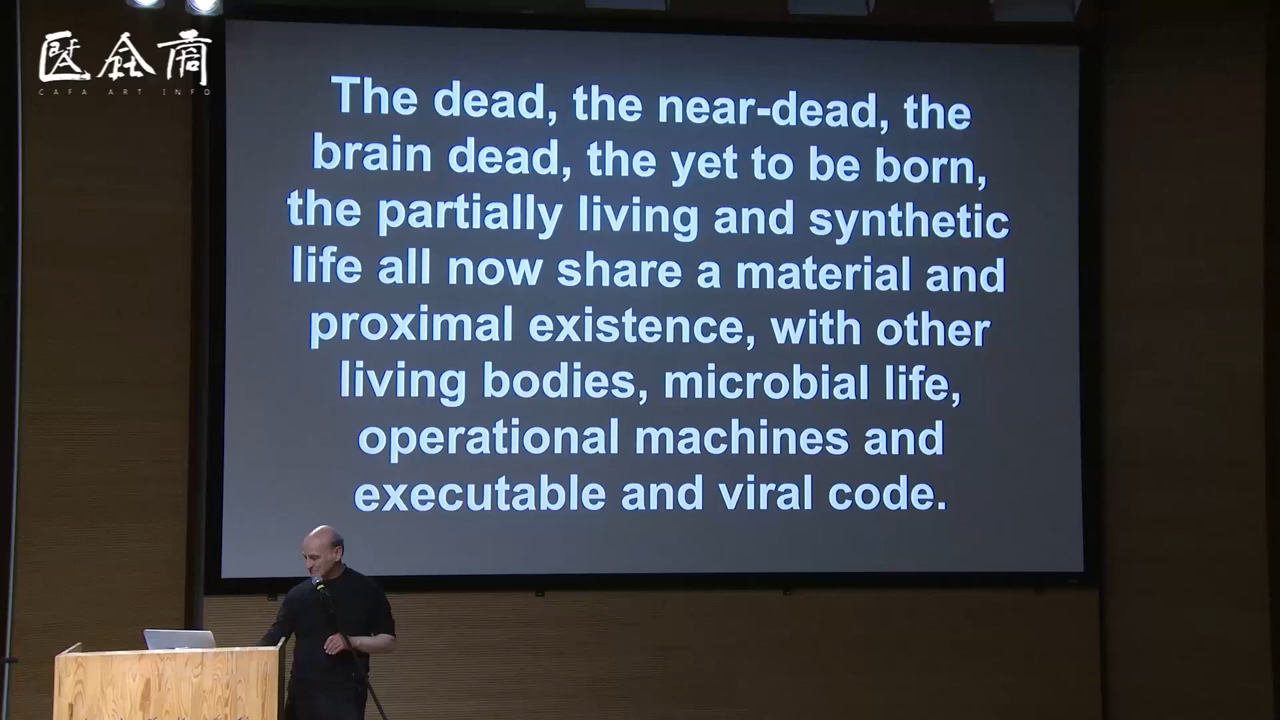 CAFA ART INFO
The dead, the near-dead, the
brain dead, the yet to be born,
the partially living and synthetic
life all now share a material and
proximal existence, with other
living bodies, microbial life,
operational machines and
executable and viral code.